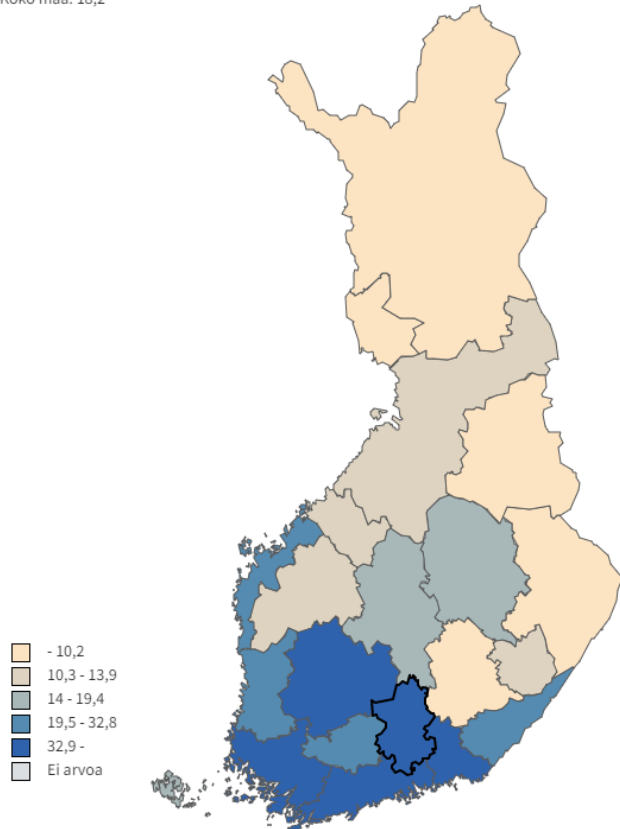 Koko maa: 18,2
- 10,2
10,3 - 13,9
14 - 19,4
19,5 - 32,8
32,9 -
Ei arvoa